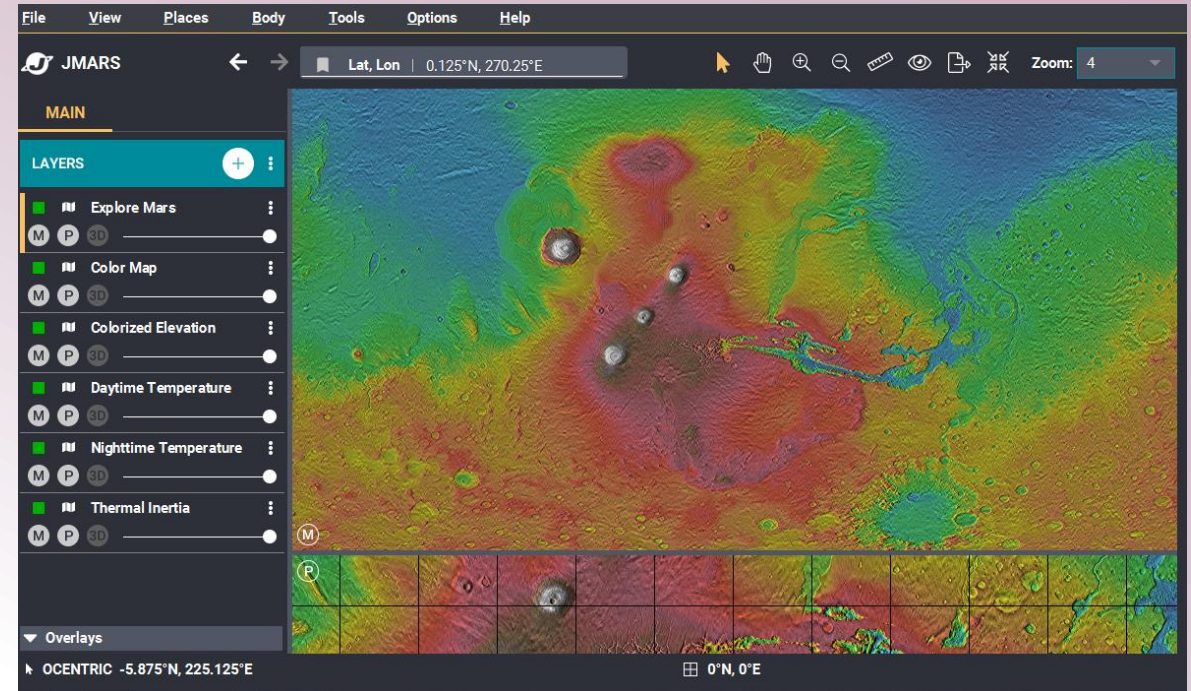 File View Places Body Tools Options Help
JMARS Lat, Lon | 0.125°N, 270.25°E Zoom: 4
MAIN
LAYERS
Explore Mars
M P 3D
Color Map
M P 3D
Colorized Elevation
M P 3D
Daytime Temperature
M P 3D
Nighttime Temperature
M P 3D
Thermal Inertia
M P 3D
M
P
Overlays
OCENTRIC -5.875°N, 225.125°E 0°N, 0°E